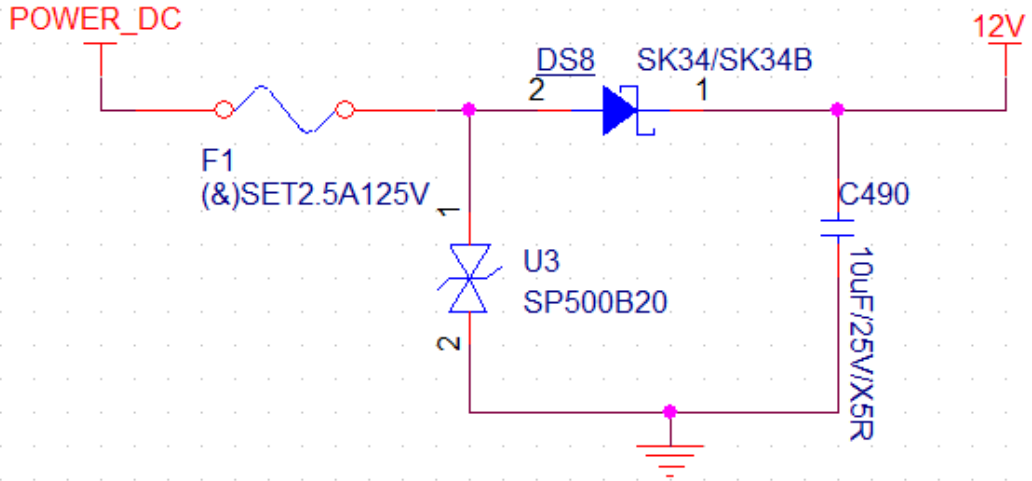 POWER_DC
12V
DS8
SK34/SK34B
2
1
F1
(&)SET2.5A125V
1
U3
SP500B20
2
C490
10uF/25V/X5R